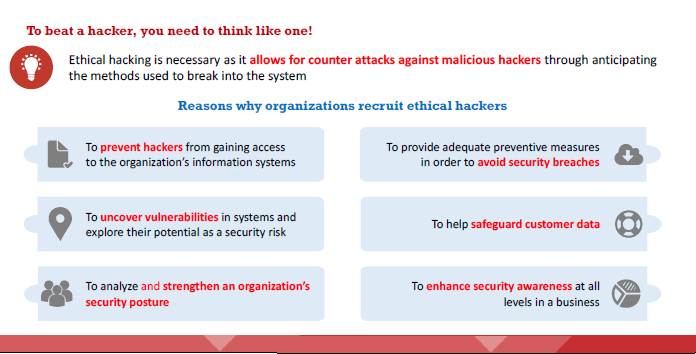 To beat a hacker, you need to think like one!
Ethical hacking is necessary as it allows for counter attacks against malicious hackers through anticipating
the methods used to break into the system
Reasons why organizations recruit ethical hackers
To prevent hackers from gaining access
to the organization's information systems
To provide adequate preventive measures
in order to avoid security breaches
To uncover vulnerabilities in systems and
explore their potential as a security risk
To help safeguard customer data
To analyze and strengthen an organization's
security posture
To enhance security awareness at all
levels in a business